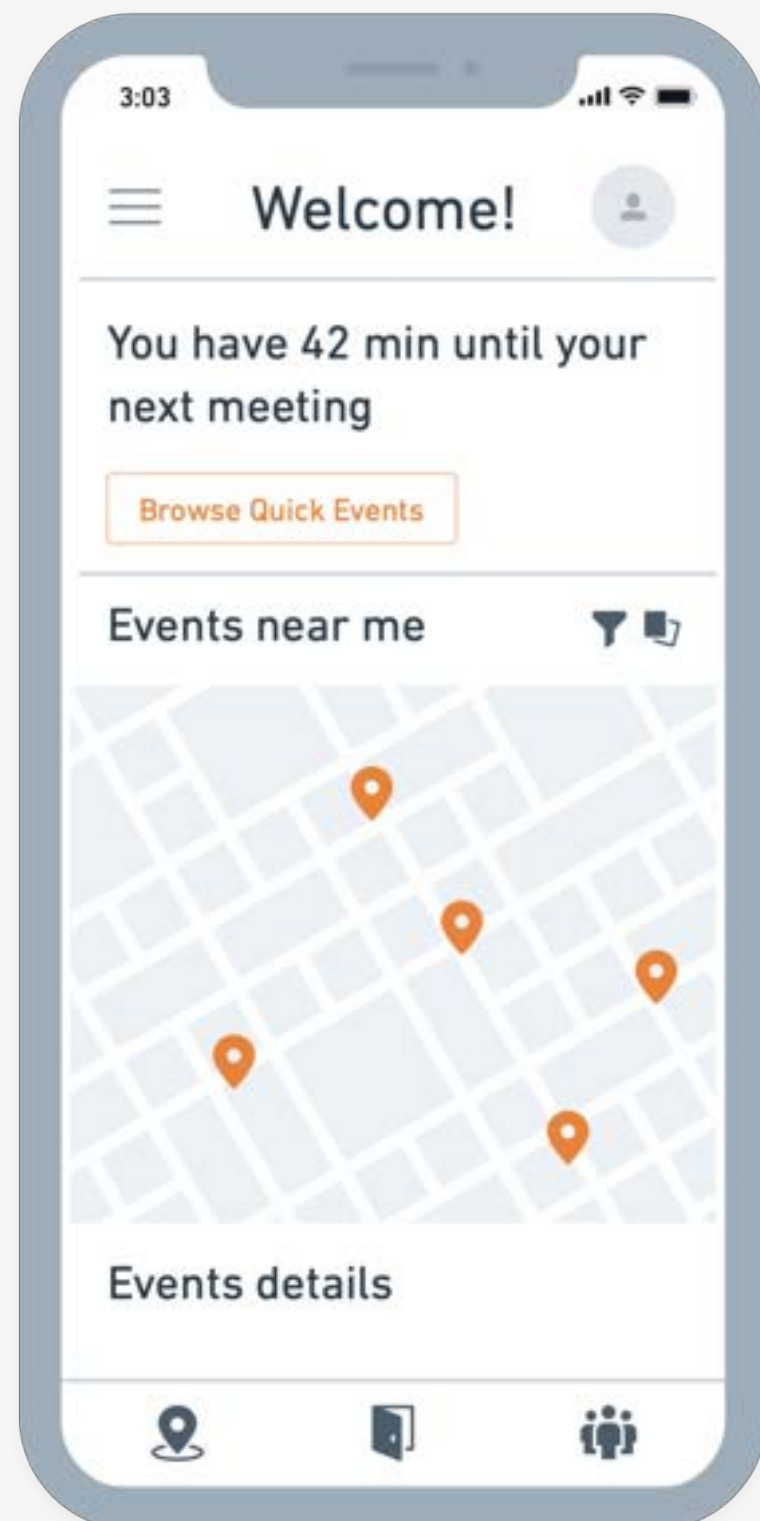 3:03
Welcome!
You have 42 min until your
next meeting
Browse Quick Events
Events near me
Events details